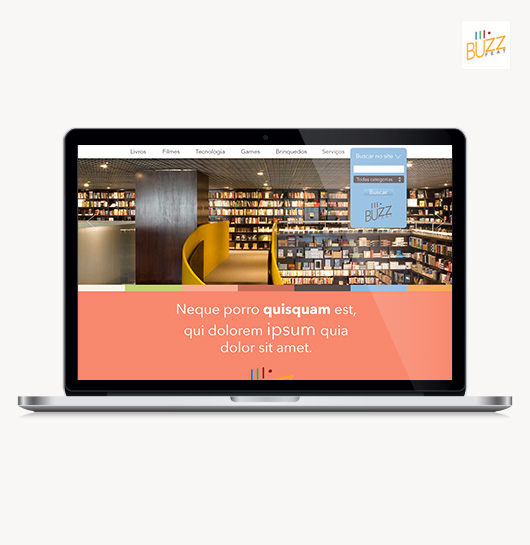 BUZZ
FEAT
Livros Filmes Tecnologia Games Brinquedos Serviços
Buscar no site
Todas categorias
Buscar
BUZZ
Neque porro quisquam est,
qui dolorem ipsum quia
dolor sit amet.